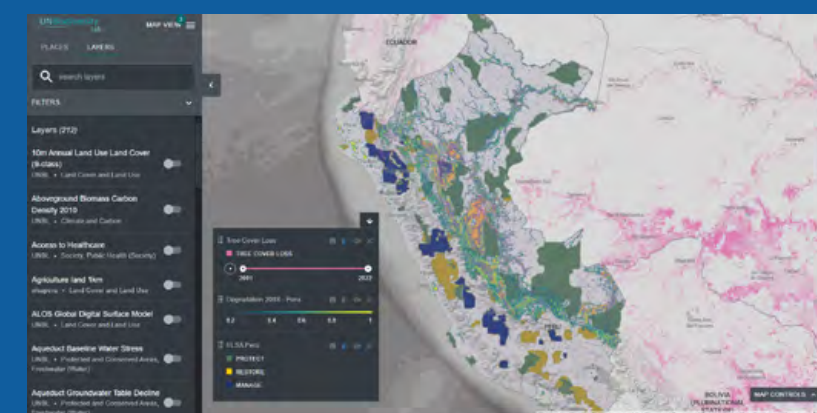 UN Biodiversity
Lab
MAP VIEW
PLACES LAYERS
search layers
FILTERS
Layers (212)
10m Annual Land Use Land Cover
(9-class)
UNBL • Land Cover and Land Use
Aboveground Biomass Carbon
Density 2010
UNBL • Climate and Carbon
Access to Healthcare
UNBL • Society, Public Health (Society)
Agriculture land 1km
• Land Cover and Land Use
ALOS Global Digital Surface Model
UNBL • Land Cover and Land Use
Aqueduct Baseline Water Stress
UNBL • Protected and Conserved Areas,
Freshwater (Water)
Aqueduct Groundwater Table Decline
UNBL • Protected and Conserved Areas,
Freshwater (Water)
Tree Cover Loss
TREE COVER LOSS
2001 2022
Degradation 2019 - Peru
0.2 0.4 0.6 0.8 1
ELSA Peru
PROTECT
RESTORE
MANAGE
ECUADOR
PERU
BOLIVIA
(PLURINATIONAL
STATE OF)
MAP CONTROLS